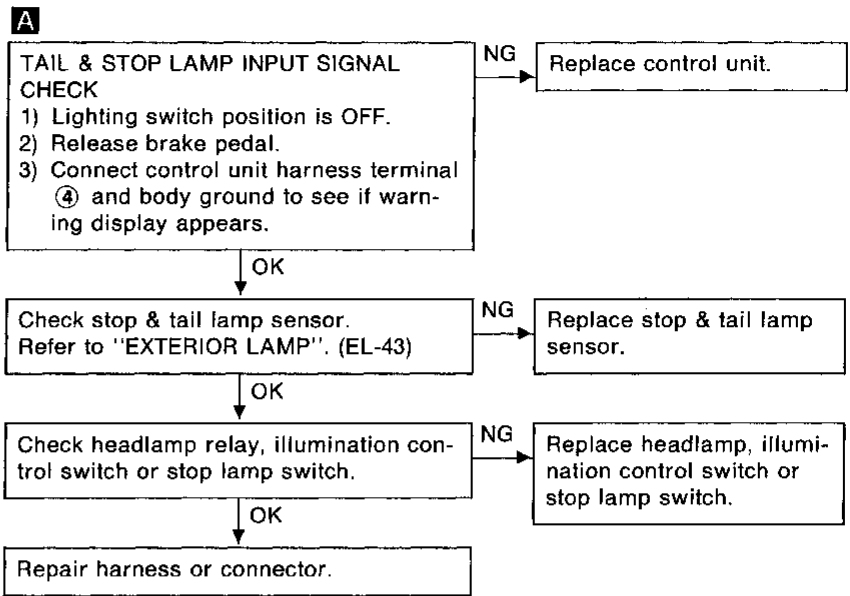 A
TAIL & STOP LAMP INPUT SIGNAL
CHECK
1) Lighting switch position is OFF.
2) Release brake pedal.
3) Connect control unit harness terminal
④ and body ground to see if warn-
ing display appears.
NG
Replace control unit.
OK
Check stop & tail lamp sensor.
Refer to "EXTERIOR LAMP". (EL-43)
NG
Replace stop & tail lamp
sensor.
OK
Check headlamp relay, illumination con-
trol switch or stop lamp switch.
NG
Replace headlamp, illumi-
nation control switch or
stop lamp switch.
OK
Repair harness or connector.